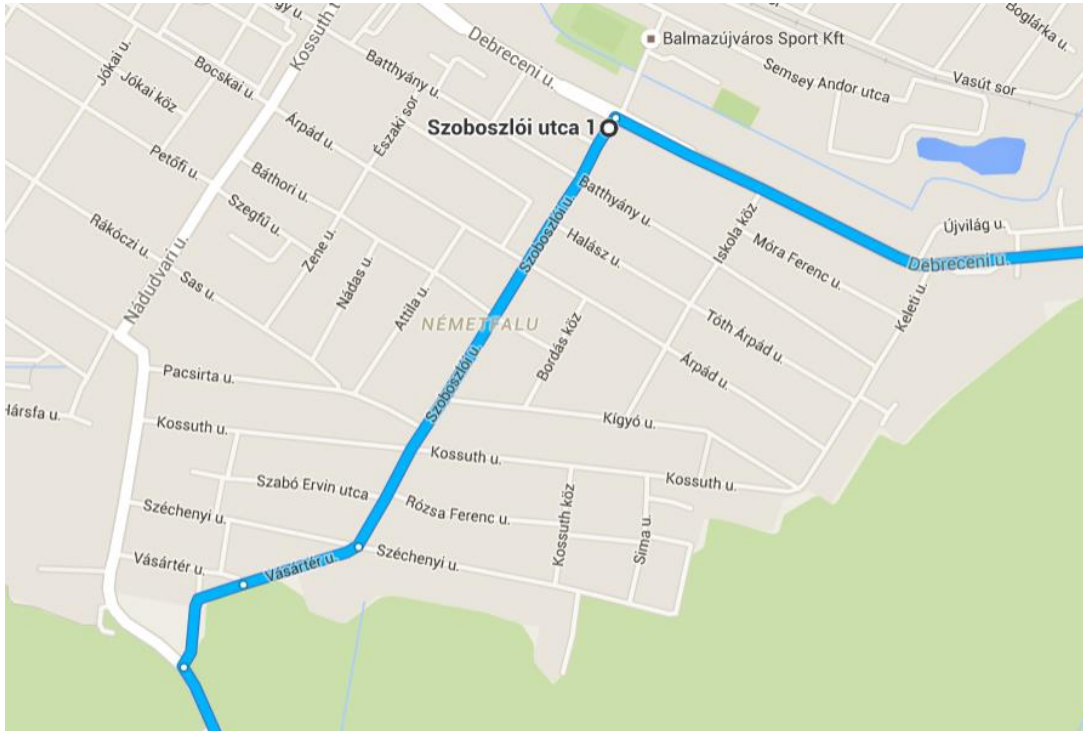 gy u.
Kossuth u.
Debreceni u.
Balmazújváros Sport Kft
Boglárka u.
Jókai u.
Bocskai u.
Batthyány u.
Semsey Andor utca
Vasút sor
Jókai köz
Északi sor
Szoboszlói utca 1
Árpád u.
Petőfi u.
Báthori u.
Szegfű u.
Batthyány u.
Szoboszlói u.
Iskola köz
Újvilág u.
Rákóczi u.
Zene u.
Halász u.
Móra Ferenc u.
Debreceni u.
Nádudvari u.
Sas u.
Nádas u.
Attila u.
Keleti u.
NÉMETFALU
Tóth Árpád u.
Bordás köz
Árpád u.
Szoboszlói u.
Pacsirta u.
Hársfa u.
Kígyó u.
Kossuth u.
Kossuth u.
Kossuth u.
Szabó Ervin utca
Rózsa Ferenc u.
Kossuth köz
Sima u.
Széchenyi u.
Széchenyi u.
Vásártér u.
Vásártér u.